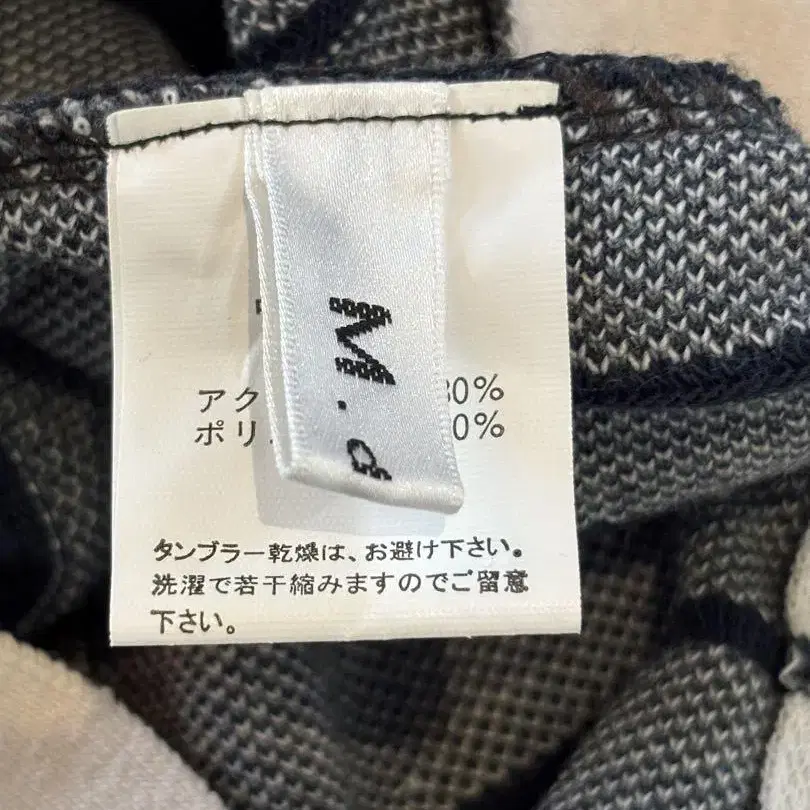 M.d
アク 80%
ポリ 0%
タンブラー乾燥は、お避け下さい。
洗濯で若干縮みますのでご留意
下さい。